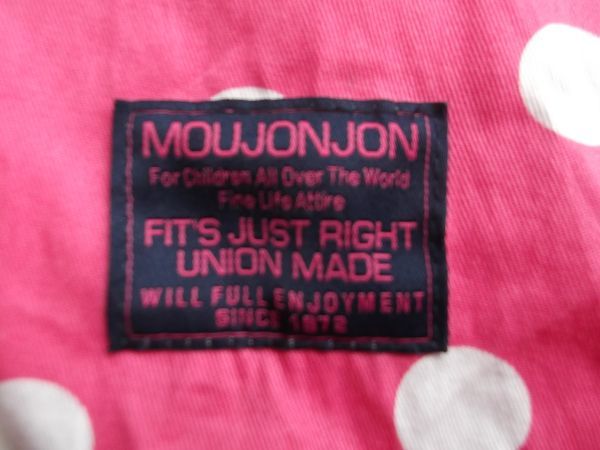 MOUJONJON
For Children All Over The World
Fine Life Attire
FIT'S JUST RIGHT
UNION MADE
WILL FULL ENJOYMENT
SINCE 1972